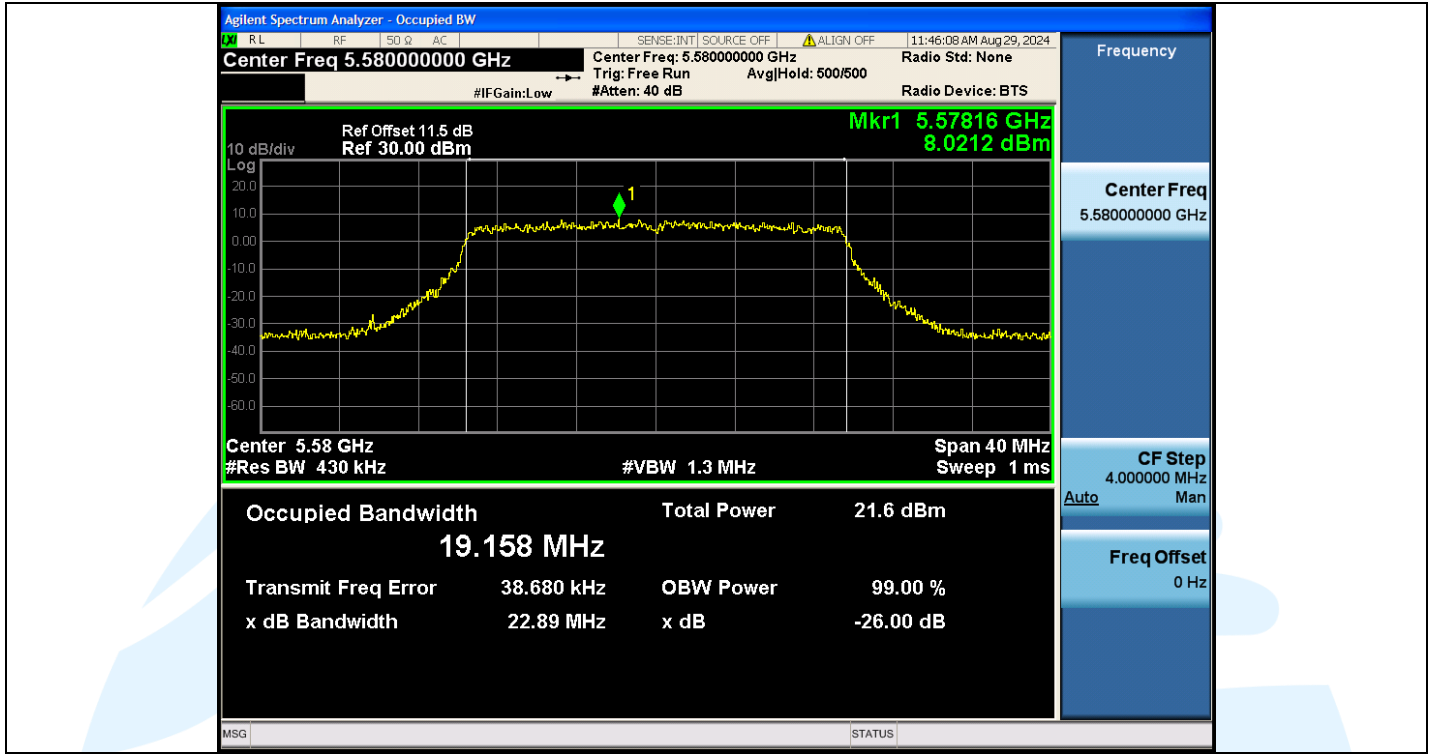 Agilent Spectrum Analyzer - Occupied BW
LXI RL RF 50 Ω AC SENSE:INT SOURCE OFF ALIGN OFF 11:46:08 AM Aug 29, 2024
Center Freq 5.580000000 GHz
Center Freq: 5.580000000 GHz
Radio Std: None
Trig: Free Run Avg|Hold: 500/500
#IFGain:Low #Atten: 40 dB Radio Device: BTS
Frequency
Mkr1 5.57816 GHz
8.0212 dBm
Ref Offset 11.5 dB
10 dB/div Ref 30.00 dBm
Log
20.0
10.0
0.00
-10.0
-20.0
-30.0
-40.0
-50.0
-60.0
1
Center 5.58 GHz Span 40 MHz
#Res BW 430 kHz #VBW 1.3 MHz Sweep 1 ms
Center Freq
5.580000000 GHz
CF Step
4.000000 MHz
Auto Man
Freq Offset
0 Hz
Occupied Bandwidth Total Power 21.6 dBm
19.158 MHz
Transmit Freq Error 38.680 kHz OBW Power 99.00 %
x dB Bandwidth 22.89 MHz x dB -26.00 dB
MSG STATUS